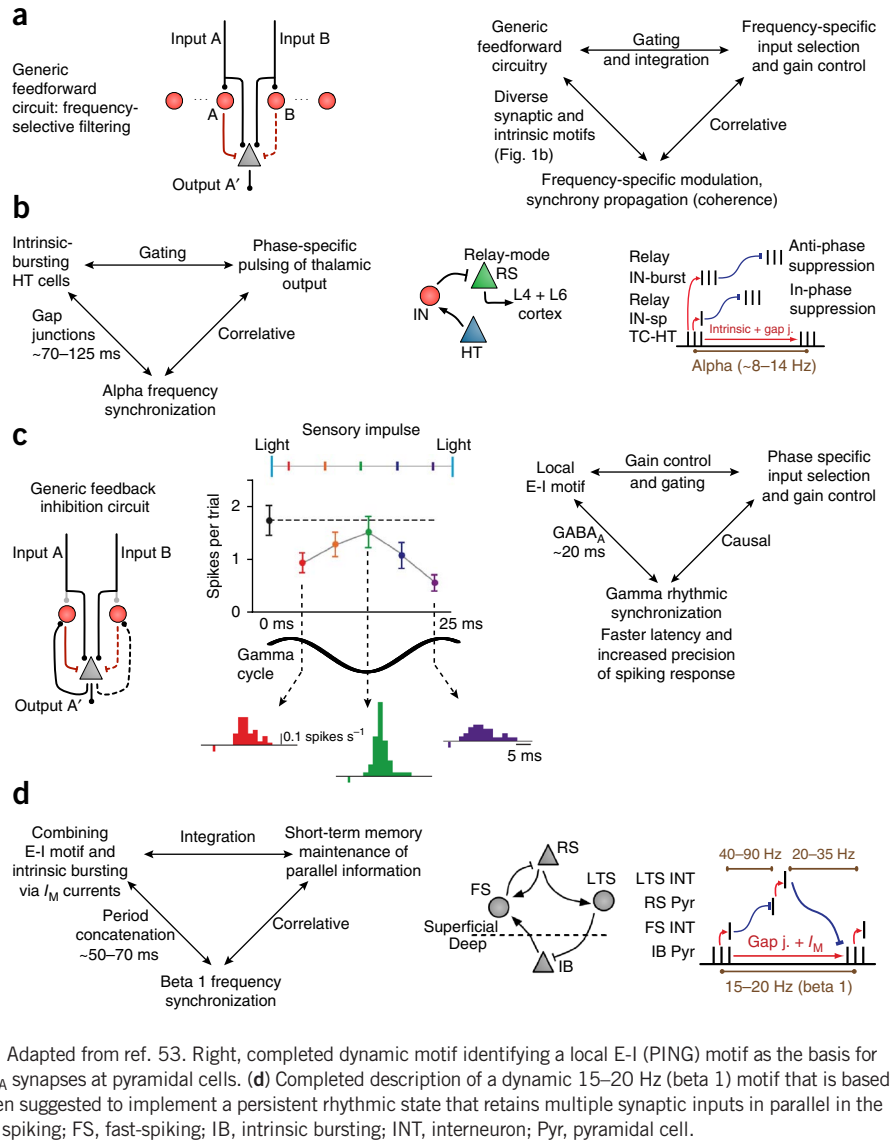 a
Input A
Input B
Generic
feedforward
circuit: frequency-
selective filtering
A
B
Output A′
Generic
feedforward
circuitry
Gating
and integration
Frequency-specific
input selection
and gain control
Diverse
synaptic and
intrinsic motifs
(Fig. 1b)
Correlative
Frequency-specific modulation,
synchrony propagation (coherence)
b
Intrinsic-
bursting
HT cells
Gating
Phase-specific
pulsing of thalamic
output
Gap
junctions
~70–125 ms
Correlative
Alpha frequency
synchronization
Relay-mode
RS
IN
L4 + L6
cortex
HT
Relay
IN-burst
Anti-phase
suppression
Relay
IN-sp
In-phase
suppression
TC-HT
Intrinsic + gap j.
Alpha (~8–14 Hz)
c
Generic feedback
inhibition circuit
Input A
Input B
Output A′
Sensory impulse
Light
Light
Spikes per trial
2
1
0
0 ms
25 ms
Gamma
cycle
0.1 spikes s⁻¹
5 ms
Local
E-I motif
Gain control
and gating
Phase specific
input selection
and gain control
GABA_A
~20 ms
Causal
Gamma rhythmic
synchronization
Faster latency and
increased precision
of spiking response
d
Combining
E-I motif and
intrinsic bursting
via I_M currents
Integration
Short-term memory
maintenance of
parallel information
Period
concatenation
~50–70 ms
Correlative
Beta 1 frequency
synchronization
RS
FS
LTS
Superficial
Deep
IB
40–90 Hz
20–35 Hz
LTS INT
RS Pyr
FS INT
IB Pyr
Gap j. + I_M
15–20 Hz (beta 1)
Adapted from ref. 53. Right, completed dynamic motif identifying a local E-I (PING) motif as the basis for
A synapses at pyramidal cells. (d) Completed description of a dynamic 15–20 Hz (beta 1) motif that is based
en suggested to implement a persistent rhythmic state that retains multiple synaptic inputs in parallel in the
spiking; FS, fast-spiking; IB, intrinsic bursting; INT, interneuron; Pyr, pyramidal cell.